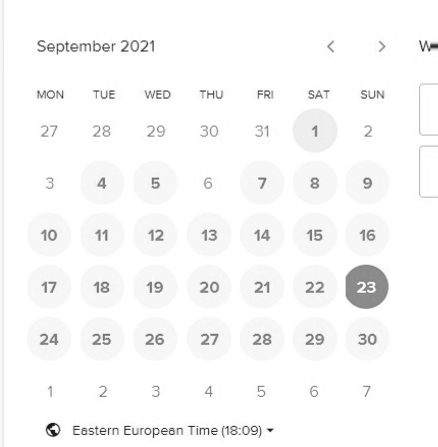 September 2021
MON TUE WED THU FRI SAT SUN
27 28 29 30 31 1 2
3 4 5 6 7 8 9
10 11 12 13 14 15 16
17 18 19 20 21 22 23
24 25 26 27 28 29 30
1 2 3 4 5 6 7
Eastern European Time (18:09)